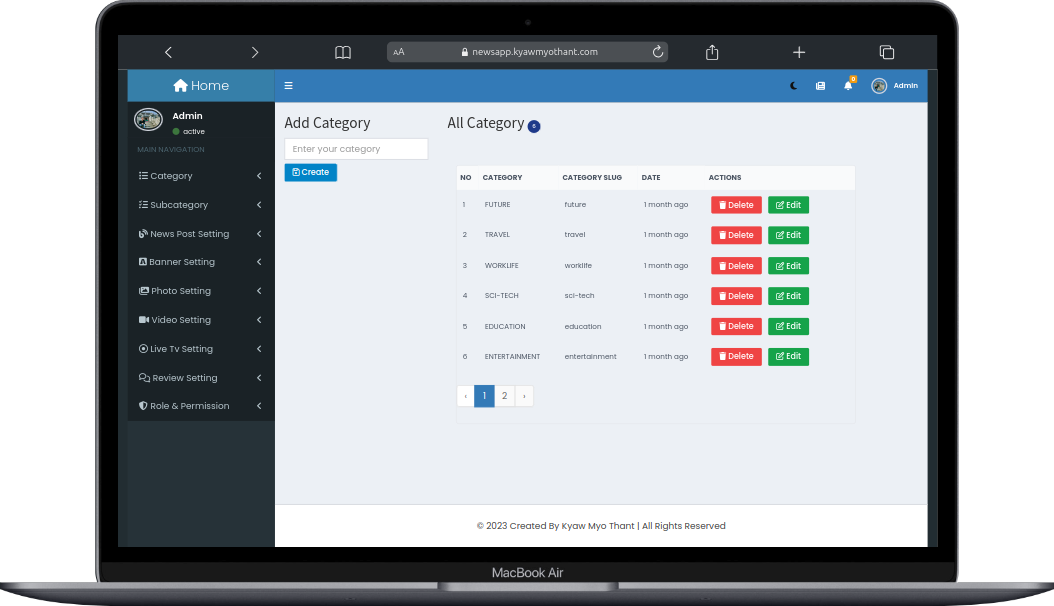 AA newsapp.kyawmyothant.com
Home
Admin
Admin
active
MAIN NAVIGATION
Category
Subcategory
News Post Setting
Banner Setting
Photo Setting
Video Setting
Live Tv Setting
Review Setting
Role & Permission
Add Category
Enter your category
Create
All Category 6
NO CATEGORY CATEGORY SLUG DATE ACTIONS
1 FUTURE future 1 month ago Delete Edit
2 TRAVEL travel 1 month ago Delete Edit
3 WORKLIFE worklife 1 month ago Delete Edit
4 SCI-TECH sci-tech 1 month ago Delete Edit
5 EDUCATION education 1 month ago Delete Edit
6 ENTERTAINMENT entertainment 1 month ago Delete Edit
‹ 1 2 ›
© 2023 Created By Kyaw Myo Thant | All Rights Reserved
MacBook Air